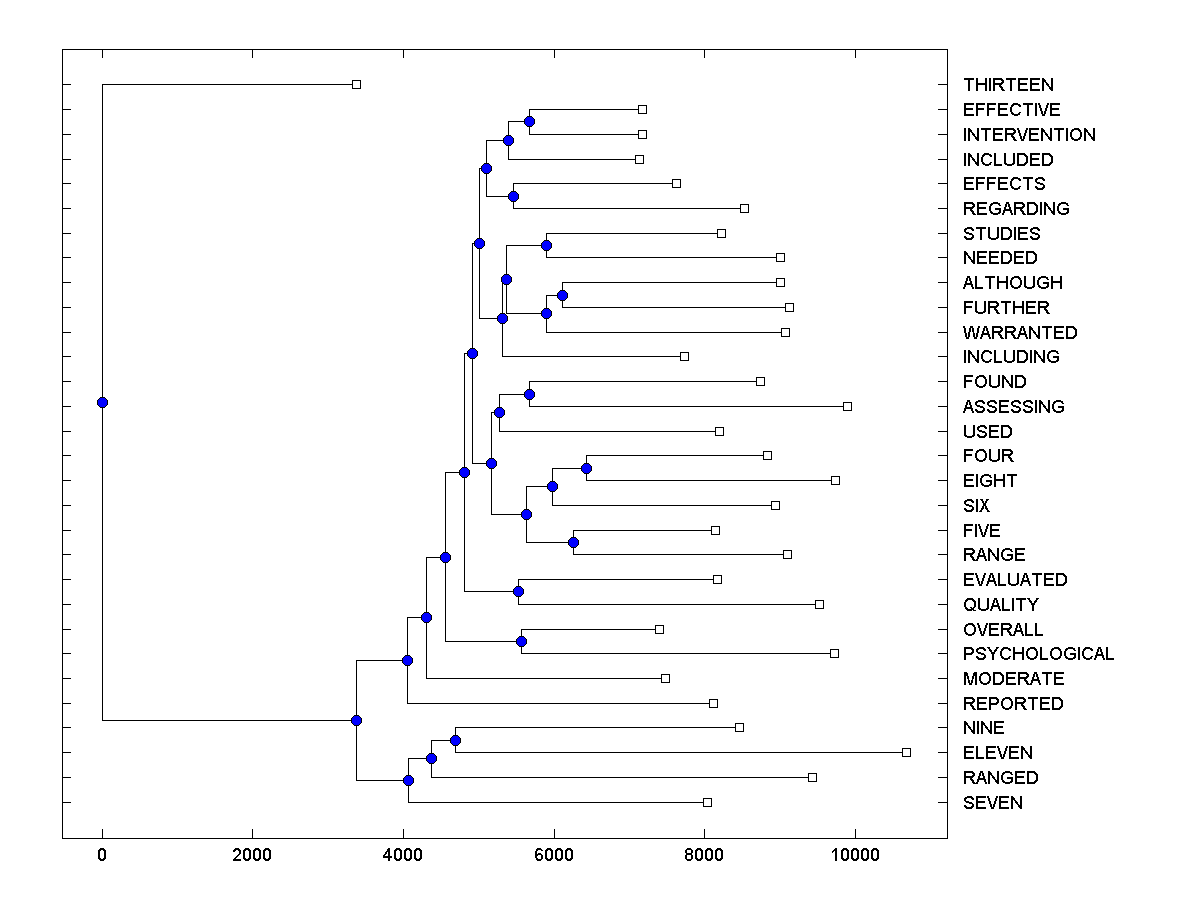 THIRTEEN
EFFECTIVE
INTERVENTION
INCLUDED
EFFECTS
REGARDING
STUDIES
NEEDED
ALTHOUGH
FURTHER
WARRANTED
INCLUDING
FOUND
ASSESSING
USED
FOUR
EIGHT
SIX
FIVE
RANGE
EVALUATED
QUALITY
OVERALL
PSYCHOLOGICAL
MODERATE
REPORTED
NINE
ELEVEN
RANGED
SEVEN
0 2000 4000 6000 8000 10000